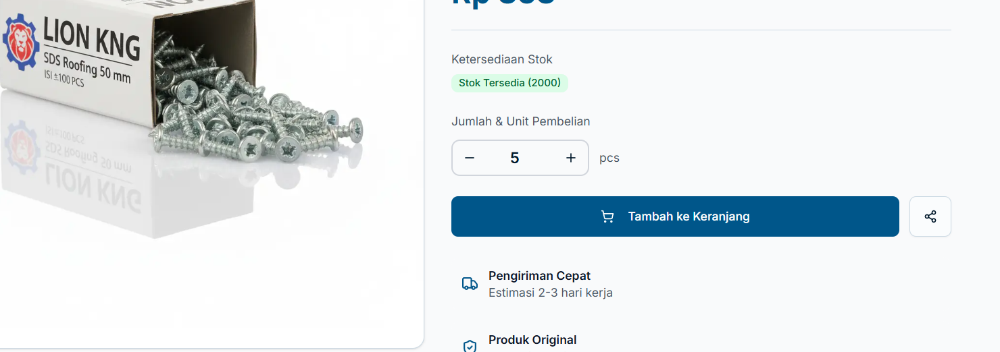 LION KNG
SDS Roofing 50 mm
ISI ±100 PCS
Ketersediaan Stok
Stok Tersedia (2000)
Jumlah & Unit Pembelian
5
pcs
Tambah ke Keranjang
Pengiriman Cepat
Estimasi 2-3 hari kerja
Produk Original